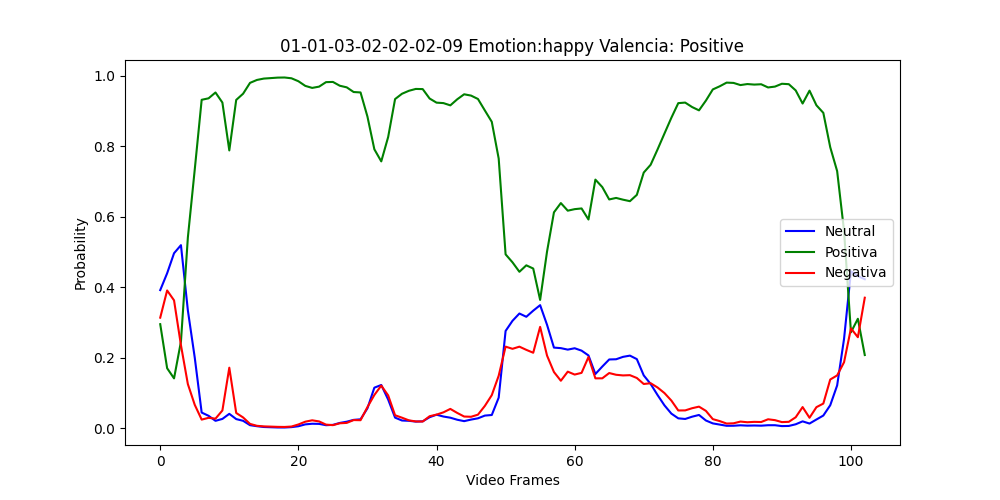 01-01-03-02-02-02-09 Emotion:happy Valencia: Positive
1.0
0.8
0.6
0.4
0.2
0.0
Probability
Neutral
Positiva
Negativa
0 20 40 60 80 100
Video Frames